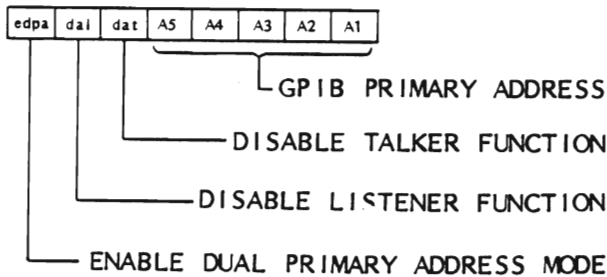 edpa dal dat A5 A4 A3 A2 A1
GPIB PRIMARY ADDRESS
DISABLE TALKER FUNCTION
DISABLE LISTENER FUNCTION
ENABLE DUAL PRIMARY ADDRESS MODE